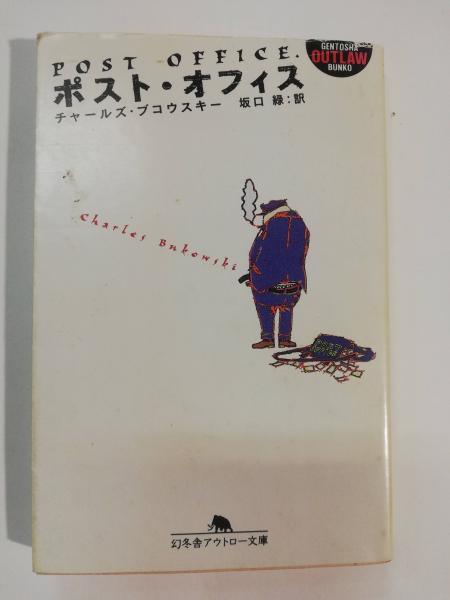 POST OFFICE.
GENTOSHA
OUTLAW
BUNKO
ポスト・オフィス
チャールズ・ブコウスキー 坂口 緑:訳
Charles Bukowski
POST
OFFICE
幻冬舎アウトロー文庫